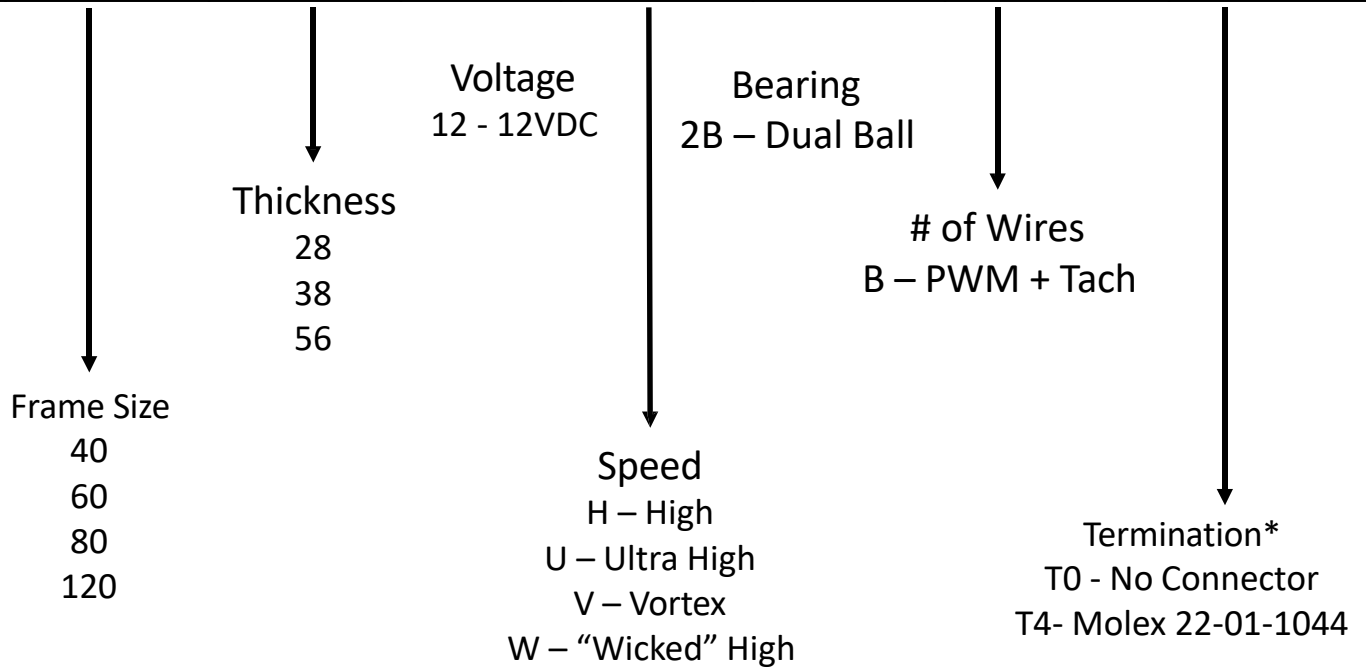 Voltage
12 - 12VDC
Bearing
2B – Dual Ball
Thickness
28
38
56
# of Wires
B – PWM + Tach
Frame Size
40
60
80
120
Speed
H – High
U – Ultra High
V – Vortex
W – “Wicked” High
Termination*
T0 - No Connector
T4- Molex 22-01-1044